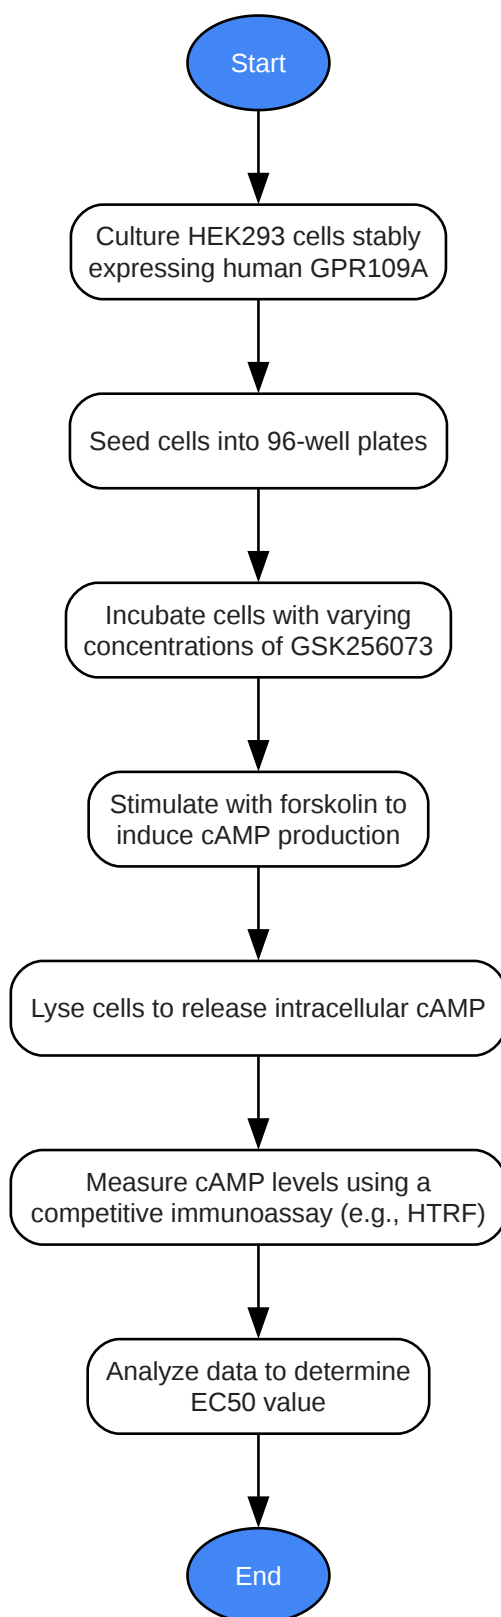 Start
Culture HEK293 cells stably
expressing human GPR109A
Seed cells into 96-well plates
Incubate cells with varying
concentrations of GSK256073
Stimulate with forskolin to
induce cAMP production
Lyse cells to release intracellular cAMP
Measure cAMP levels using a
competitive immunoassay (e.g., HTRF)
Analyze data to determine
EC50 value
End